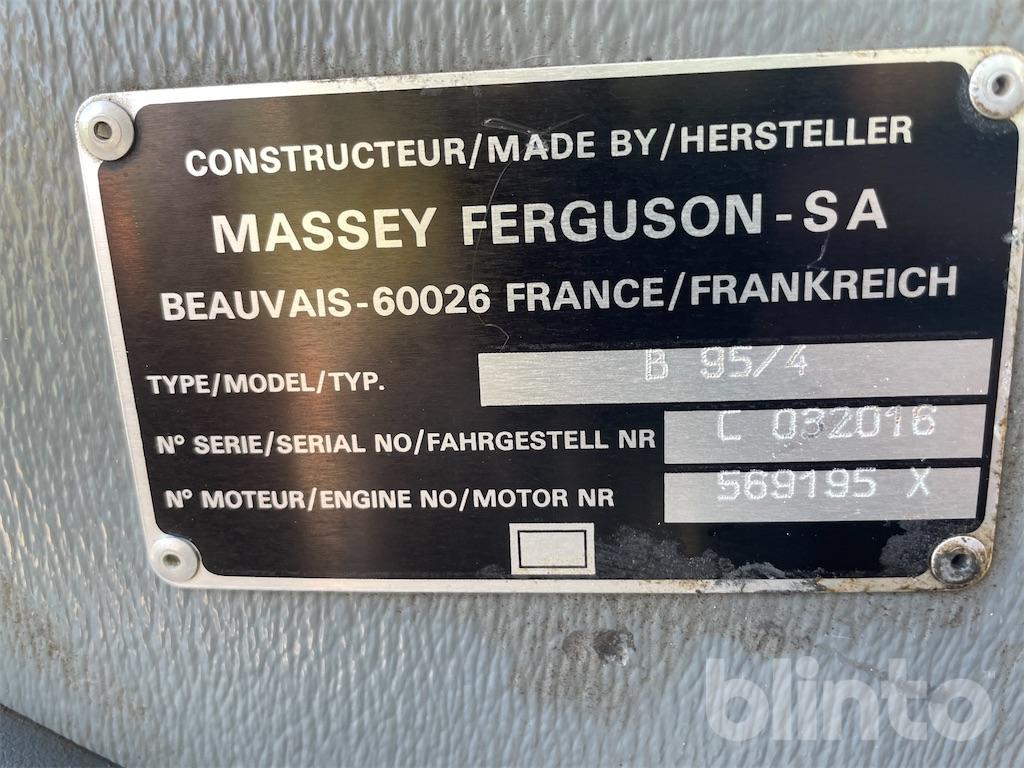 CONSTRUCTEUR/MADE BY/HERSTELLER
MASSEY FERGUSON-SA
BEAUVAIS-60026 FRANCE/FRANKREICH
TYPE/MODEL/TYP. B 95/4
N° SERIE/SERIAL NO/FAHRGESTELL NR C 032016
N° MOTEUR/ENGINE NO/MOTOR NR 569195 X
blinto™